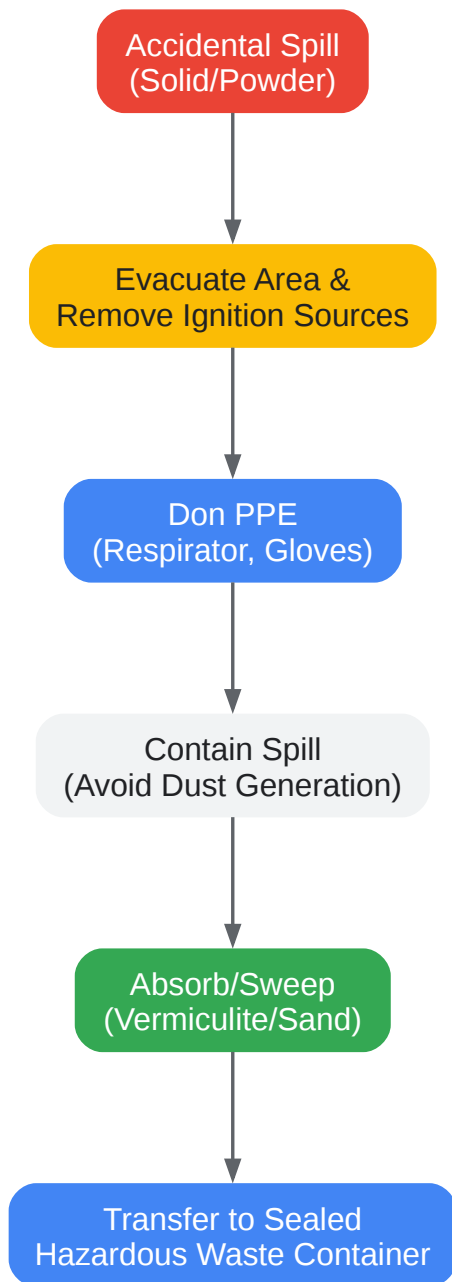 Accidental Spill
(Solid/Powder)
Evacuate Area &
Remove Ignition Sources
Don PPE
(Respirator, Gloves)
Contain Spill
(Avoid Dust Generation)
Absorb/Sweep
(Vermiculite/Sand)
Transfer to Sealed
Hazardous Waste Container